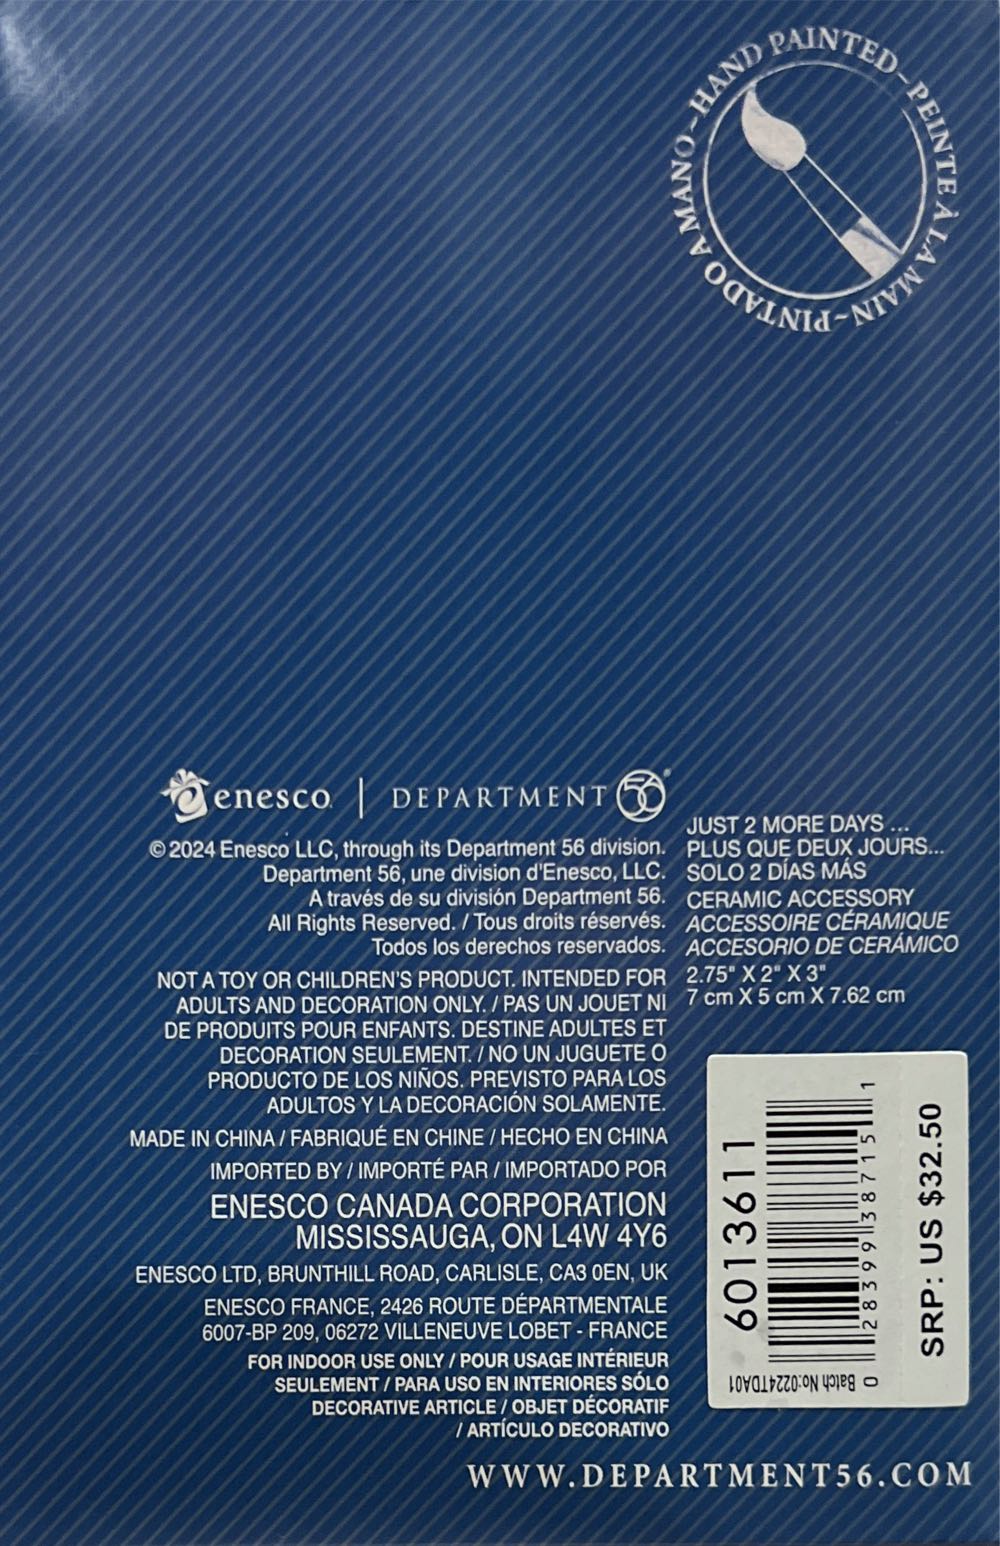 HAND PAINTED~PEINTE À LA MAIN~PINTADO A MANO~
enesco | DEPARTMENT 56®
© 2024 Enesco LLC, through its Department 56 division.
Department 56, une division d'Enesco, LLC.
A través de su división Department 56.
All Rights Reserved. / Tous droits réservés.
Todos los derechos reservados.
NOT A TOY OR CHILDREN'S PRODUCT. INTENDED FOR
ADULTS AND DECORATION ONLY. / PAS UN JOUET NI
DE PRODUITS POUR ENFANTS. DESTINE ADULTES ET
DECORATION SEULEMENT. / NO UN JUGUETE O
PRODUCTO DE LOS NIÑOS. PREVISTO PARA LOS
ADULTOS Y LA DECORACIÓN SOLAMENTE.
MADE IN CHINA / FABRIQUÉ EN CHINE / HECHO EN CHINA
IMPORTED BY / IMPORTÉ PAR / IMPORTADO POR
ENESCO CANADA CORPORATION
MISSISSAUGA, ON L4W 4Y6
ENESCO LTD, BRUNTHILL ROAD, CARLISLE, CA3 0EN, UK
ENESCO FRANCE, 2426 ROUTE DÉPARTMENTALE
6007-BP 209, 06272 VILLENEUVE LOBET - FRANCE
FOR INDOOR USE ONLY / POUR USAGE INTÉRIEUR
SEULEMENT / PARA USO EN INTERIORES SÓLO
DECORATIVE ARTICLE / OBJET DÉCORATIF
/ ARTÍCULO DECORATIVO
JUST 2 MORE DAYS ...
PLUS QUE DEUX JOURS...
SOLO 2 DÍAS MÁS
CERAMIC ACCESSORY
ACCESSOIRE CÉRAMIQUE
ACCESORIO DE CERÁMICO
2.75" X 2" X 3"
7 cm X 5 cm X 7.62 cm
6013611
0 28399 38715 1
SRP: US $32.50
Batch No:0224TDA01
WWW.DEPARTMENT56.COM